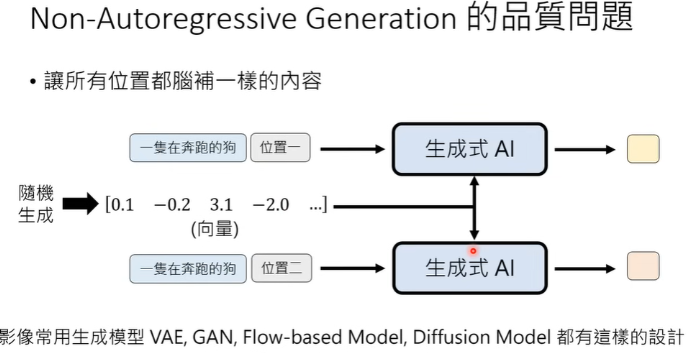 Non-Autoregressive Generation 的品質問題
• 讓所有位置都腦補一樣的內容
一隻在奔跑的狗 位置一 生成式 AI
隨機
生成 [0.1 −0.2 3.1 −2.0 ...]
(向量)
一隻在奔跑的狗 位置二 生成式 AI
影像常用生成模型 VAE, GAN, Flow-based Model, Diffusion Model 都有這樣的設計